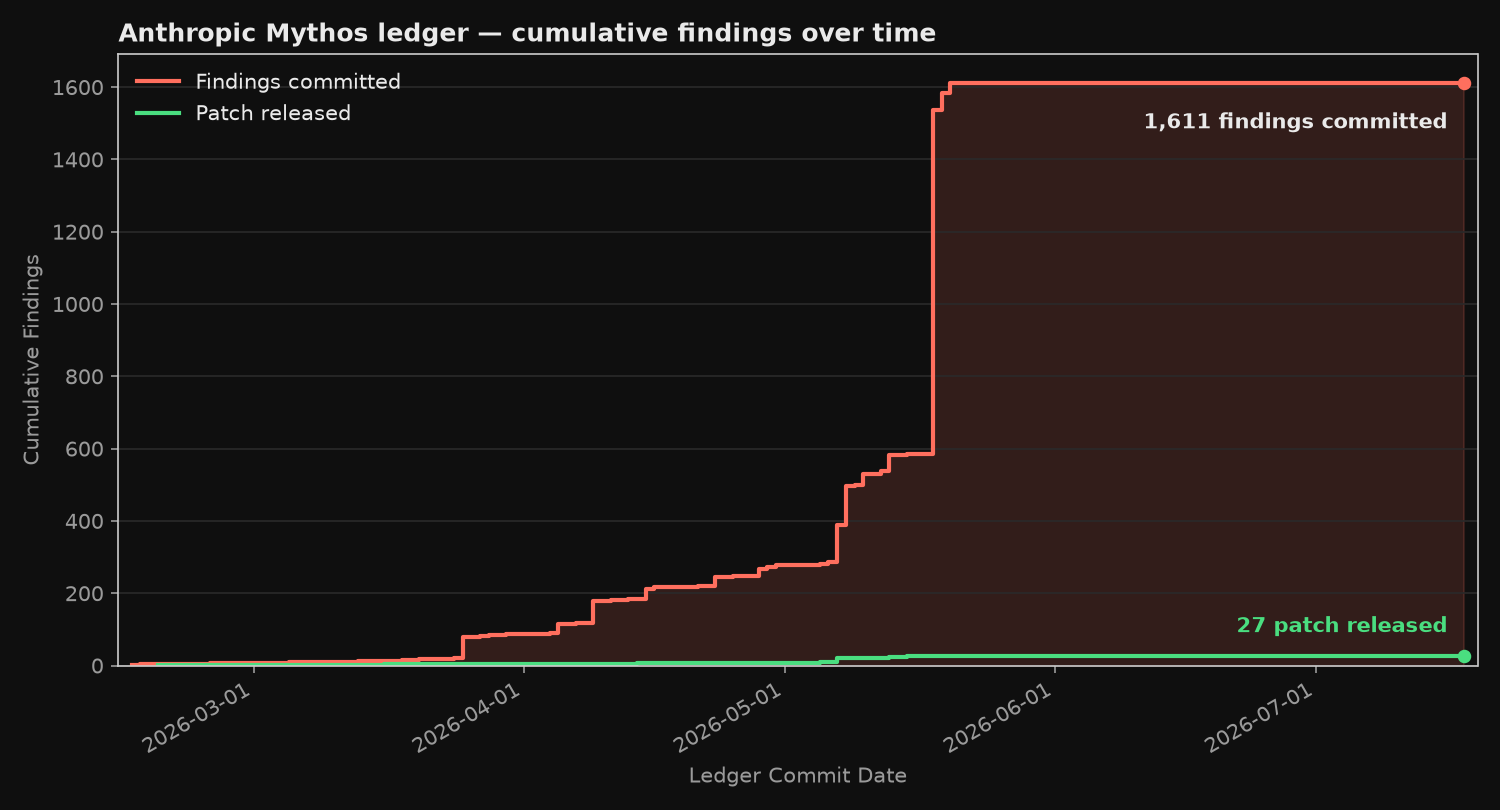 Anthropic Mythos ledger — cumulative findings over time
Findings committed
Patch released
1600
1400
1200
1000
800
600
400
200
0
Cumulative Findings
1,611 findings committed
27 patch released
2026-03-01
2026-04-01
2026-05-01
2026-06-01
2026-07-01
Ledger Commit Date